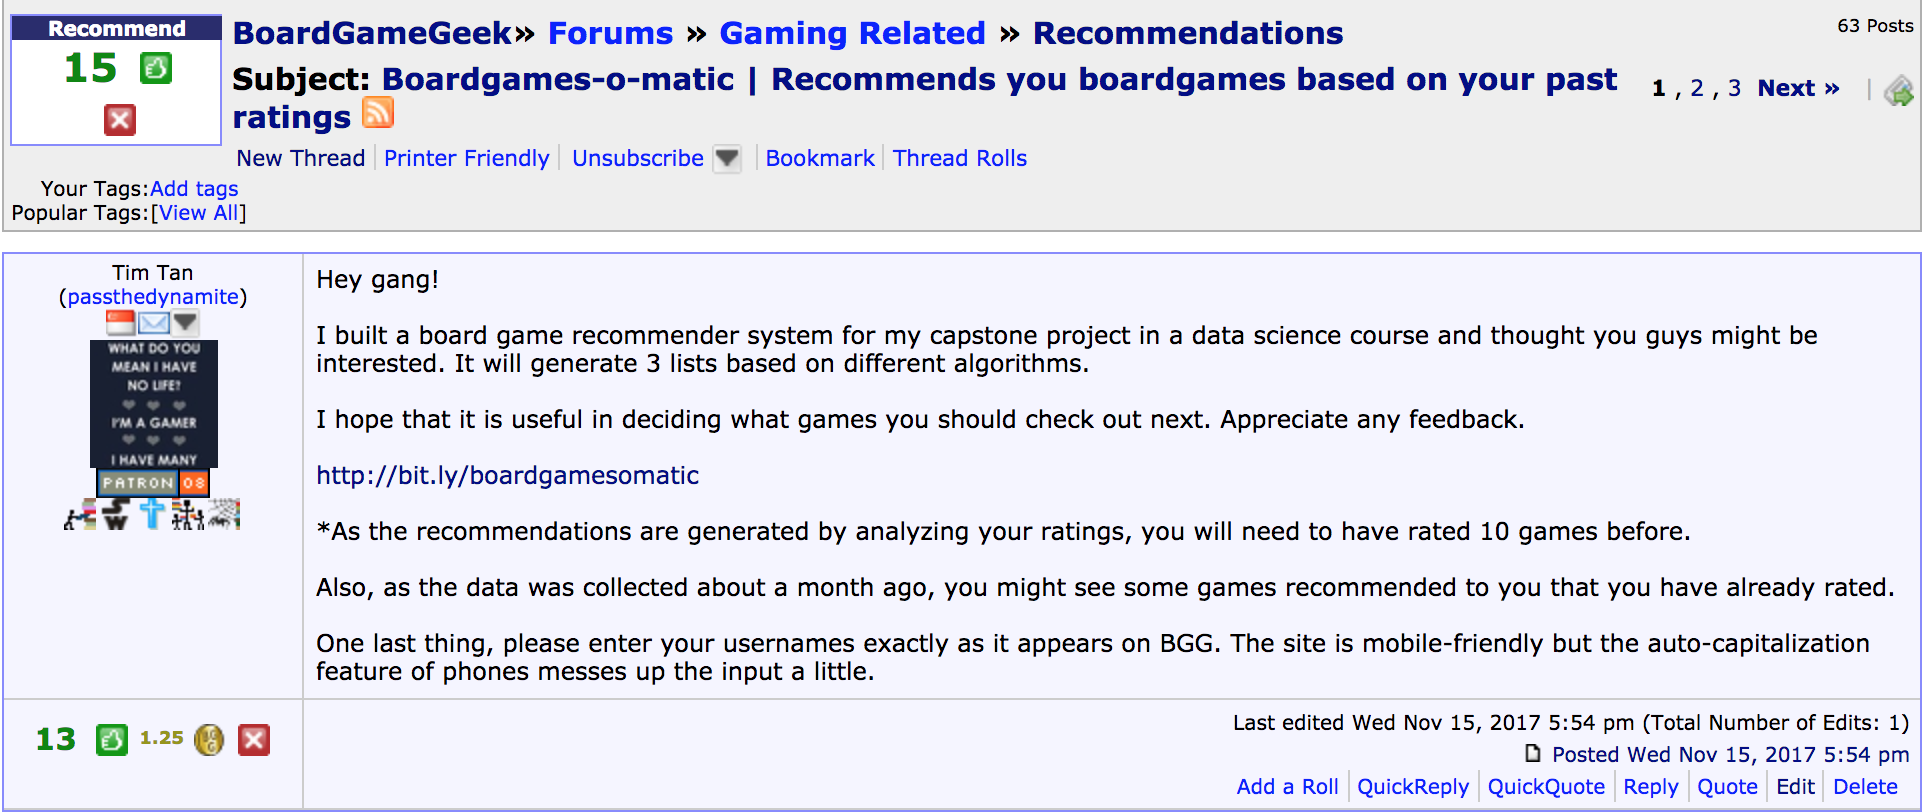 Recommend
15
BoardGameGeek» Forums » Gaming Related » Recommendations
63 Posts
Subject: Boardgames-o-matic | Recommends you boardgames based on your past
ratings
1 , 2 , 3 Next » |
New Thread | Printer Friendly | Unsubscribe | Bookmark | Thread Rolls
Your Tags:Add tags
Popular Tags:[View All]
Tim Tan
(passthedynamite)
WHAT DO YOU
MEAN I HAVE
NO LIFE?
I'M A GAMER
I HAVE MANY
PATRON 08
SW
Hey gang!
I built a board game recommender system for my capstone project in a data science course and thought you guys might be
interested. It will generate 3 lists based on different algorithms.
I hope that it is useful in deciding what games you should check out next. Appreciate any feedback.
http://bit.ly/boardgamesomatic
*As the recommendations are generated by analyzing your ratings, you will need to have rated 10 games before.
Also, as the data was collected about a month ago, you might see some games recommended to you that you have already rated.
One last thing, please enter your usernames exactly as it appears on BGG. The site is mobile-friendly but the auto-capitalization
feature of phones messes up the input a little.
13 1.25
Last edited Wed Nov 15, 2017 5:54 pm (Total Number of Edits: 1)
Posted Wed Nov 15, 2017 5:54 pm
Add a Roll | QuickReply | QuickQuote | Reply | Quote | Edit | Delete